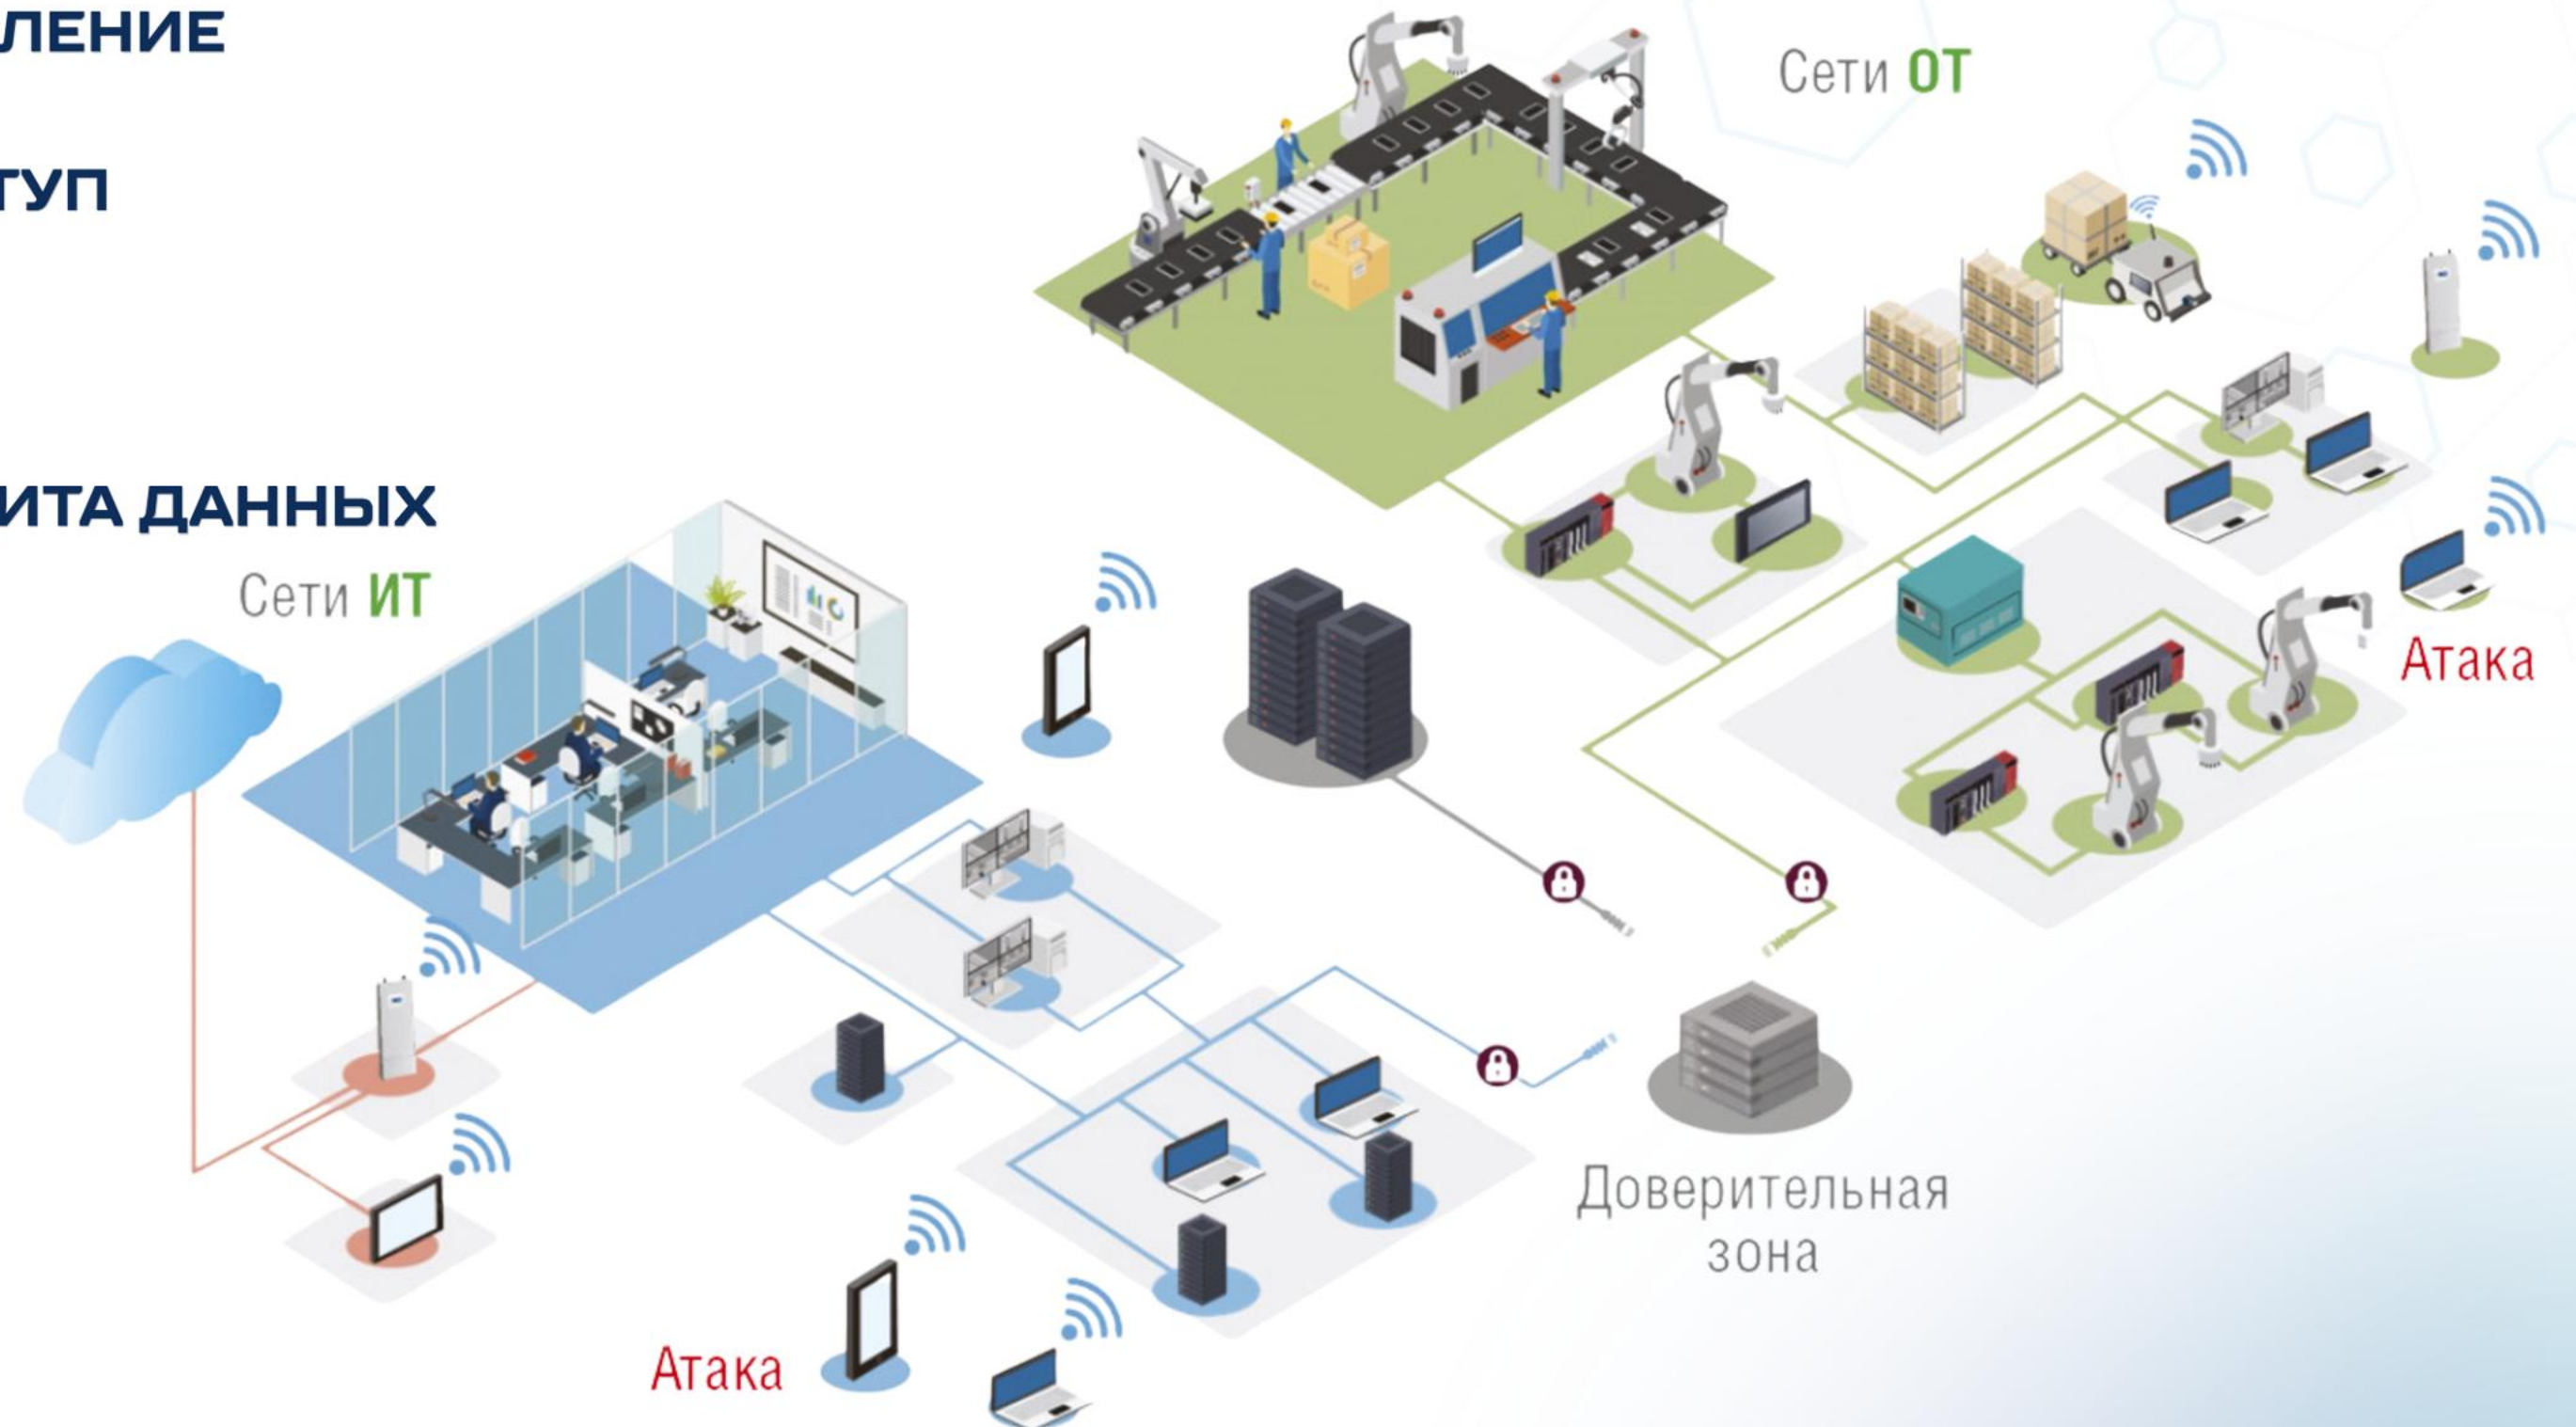 ЛЕНИЕ
Сети ОТ
ТУП
ИТА ДАННЫХ
Сети ИТ
Атака
Доверительная
зона
Атака